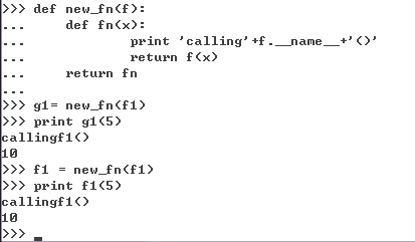 >>> def new_fn(f):
...     def fn(x):
...             print 'calling'+f.__name__+'()'
...             return f(x)
...     return fn
...
>>> g1= new_fn(f1)
>>> print g1(5)
callingf1()
10
>>> f1 = new_fn(f1)
>>> print f1(5)
callingf1()
10
>>>